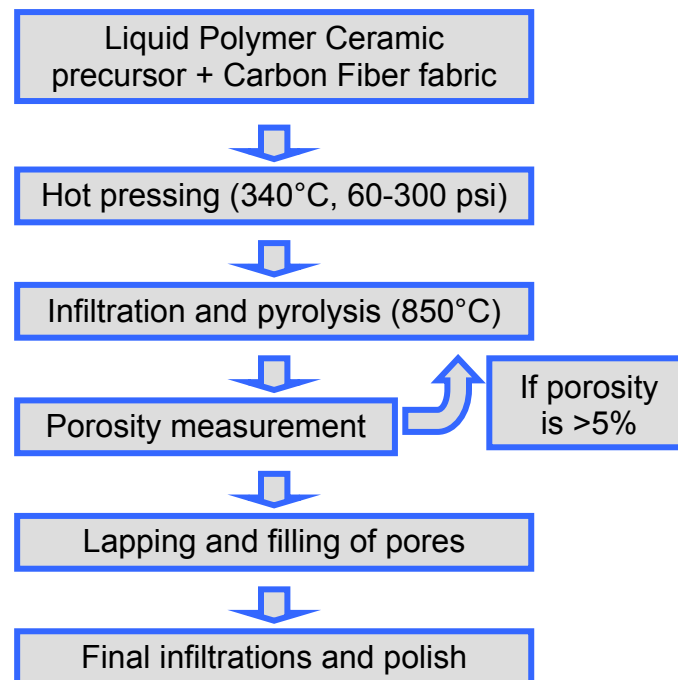 Liquid Polymer Ceramic
precursor + Carbon Fiber fabric
Hot pressing (340°C, 60-300 psi)
Infiltration and pyrolysis (850°C)
If porosity
is >5%
Porosity measurement
Lapping and filling of pores
Final infiltrations and polish